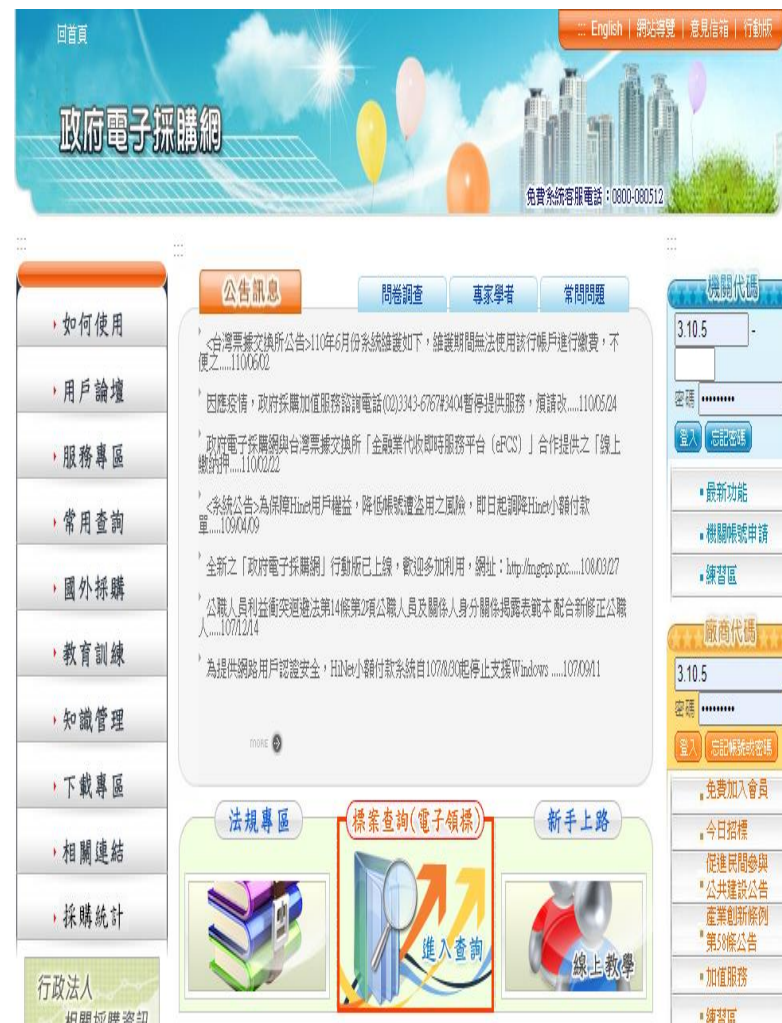 回首頁
::: English | 網站導覽 | 意見信箱 | 行動版
政府電子採購網
免費系統客服電話：0800-080512
:::
:::
:::
如何使用
用戶論壇
服務專區
常用查詢
國外採購
教育訓練
知識管理
下載專區
相關連結
採購統計
行政法人
相關採購資訊
公告訊息
問卷調查
專家學者
常問問題
<台灣票據交換所公告>110年6月份系統維護如下，維護期間無法使用該行帳戶進行繳費，不
便之.....110/06/02
因應疫情，政府採購加值服務諮詢電話(02)3343-6767#3404暫停提供服務，煩請改.....110/05/24
政府電子採購網與台灣票據交換所「金融業代收即時服務平台（eFCS）」合作提供之「線上
繳納押.....110/02/22
<系統公告>為保障Hinet用戶權益，降低帳號遭盜用之風險，即日起調降Hinet小額付款
單.....109/04/09
全新之「政府電子採購網」行動版已上線，歡迎多加利用，網址：http://mgeps.pcc.....108/03/27
公職人員利益衝突迴避法第14條第2項公職人員及關係人身分關係揭露表範本 配合新修正公職
人.....107/12/14
為提供網路用戶認證安全，HiNet小額付款系統自107/8/30起停止支援Windows .....107/09/11
more
法規專區
標案查詢(電子領標)
進入查詢
新手上路
線上教學
機關代碼
3.10.5 -
密碼 •••••••••
登入 忘記密碼
最新功能
機關帳號申請
練習區
廠商代碼
3.10.5
密碼 •••••••••
登入 忘記帳號或密碼
免費加入會員
今日招標
促進民間參與
公共建設公告
產業創新條例
第58條公告
加值服務
練習區